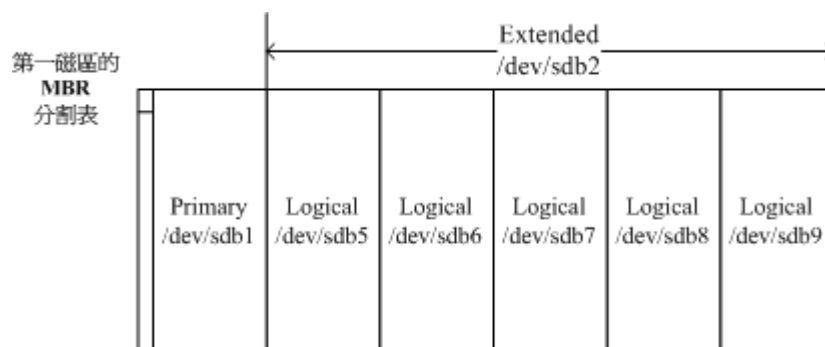 第一磁區的
MBR
分割表
Extended
/dev/sdb2
Primary
/dev/sdb1
Logical
/dev/sdb5
Logical
/dev/sdb6
Logical
/dev/sdb7
Logical
/dev/sdb8
Logical
/dev/sdb9